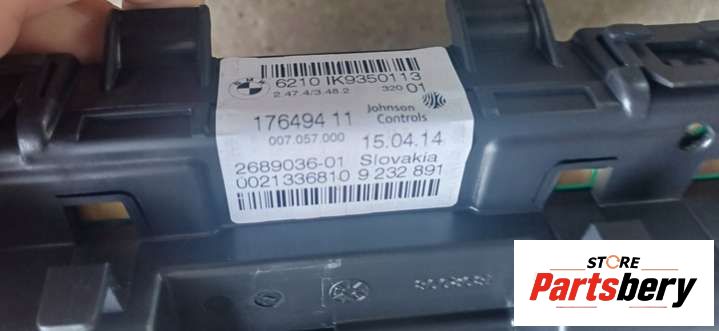 6210 IK9350113
2.47.4/3.48.2 320 01
17649411 Johnson Controls
007.057.000 15.04.14
2689036-01 Slovakia
0021336810 9 232 891
STORE
Partsbery